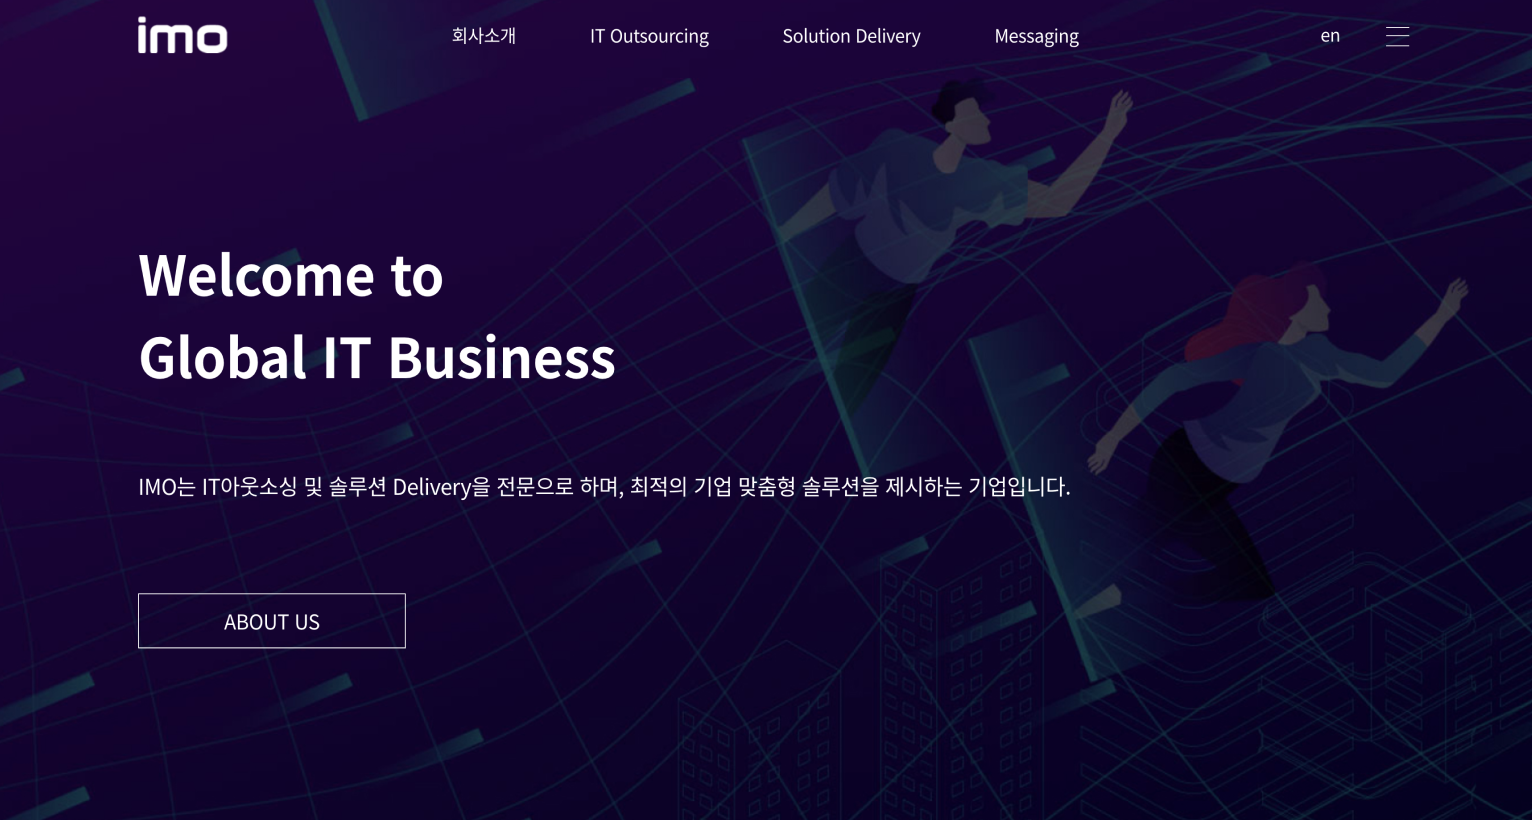 imo
회사소개
IT Outsourcing
Solution Delivery
Messaging
en
Welcome to
Global IT Business
IMO는 IT아웃소싱 및 솔루션 Delivery을 전문으로 하며, 최적의 기업 맞춤형 솔루션을 제시하는 기업입니다.
ABOUT US